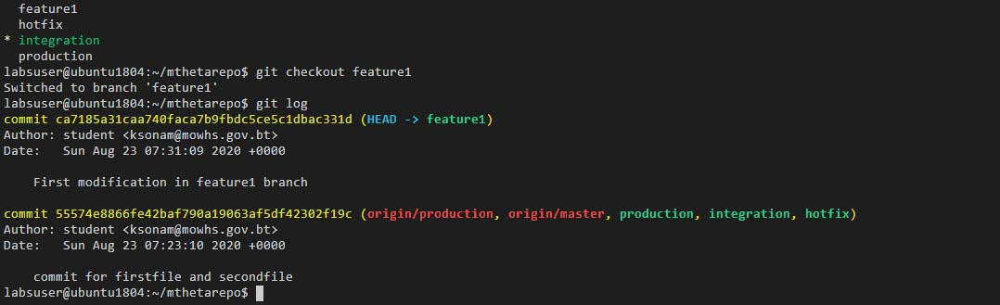 feature1
hotfix
* integration
production
labsuser@ubuntu1804:~/mthetarepo$ git checkout feature1
Switched to branch 'feature1'
labsuser@ubuntu1804:~/mthetarepo$ git log
commit ca7185a31caa740faca7b9fbdc5ce5c1dbac331d (HEAD -> feature1)
Author: student <ksonam@mowhs.gov.bt>
Date:   Sun Aug 23 07:31:09 2020 +0000
First modification in feature1 branch
commit 55574e8866fe42baf790a19063af5df42302f19c (origin/production, origin/master, production, integration, hotfix)
Author: student <ksonam@mowhs.gov.bt>
Date:   Sun Aug 23 07:23:10 2020 +0000
commit for firstfile and secondfile
labsuser@ubuntu1804:~/mthetarepo$